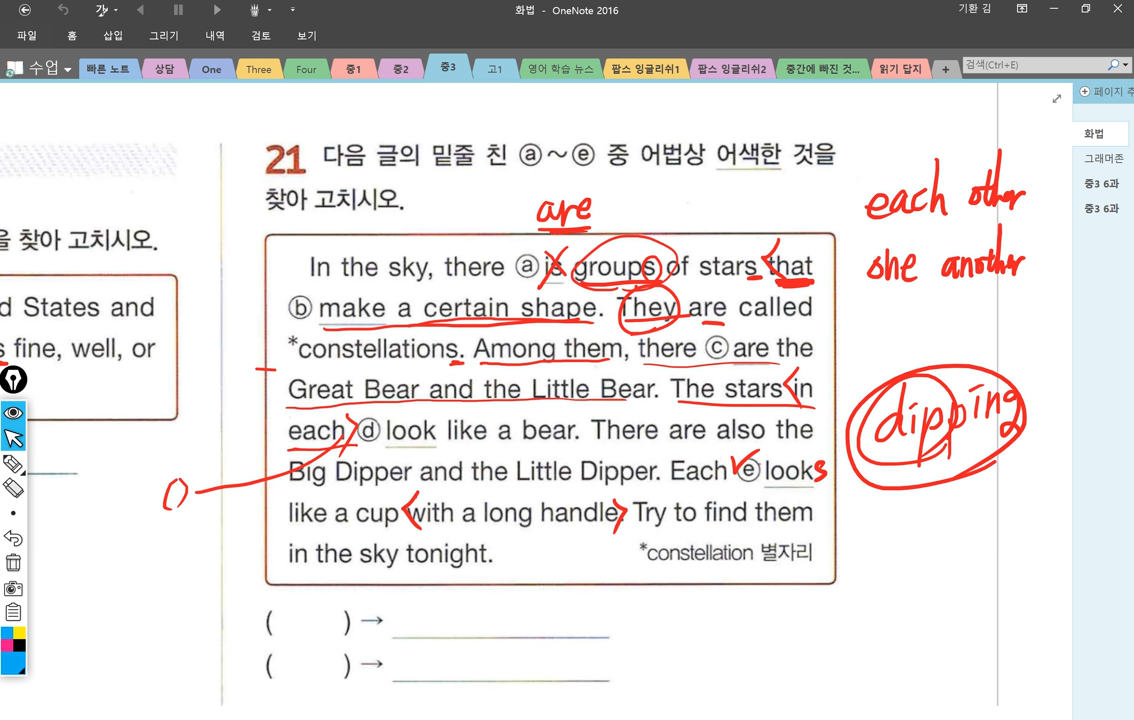 화법 - OneNote 2016
기환 김
파일 홈 삽입 그리기 내역 검토 보기
수업 빠른 노트 상담 One Three Four 중1 중2 중3 고1 영어 학습 뉴스 팝스 잉글리쉬1 팝스 잉글리쉬2 중간에 빠진 것... 읽기 답지 + 검색(Ctrl+E)
페이지 추
화법
그래머존
중3 6과
중3 6과
을 찾아 고치시오.
d States and
s fine, well, or
21 다음 글의 밑줄 친 ⓐ~ⓔ 중 어법상 어색한 것을
찾아 고치시오.
are
In the sky, there ⓐ is groups of stars that
ⓑ make a certain shape. They are called
*constellations. Among them, there ⓒ are the
Great Bear and the Little Bear. The stars in
each ⓓ look like a bear. There are also the
Big Dipper and the Little Dipper. Each ⓔ looks
like a cup with a long handle. Try to find them
in the sky tonight.
*constellation 별자리
( ) →
( ) →
each other
she another
dipping